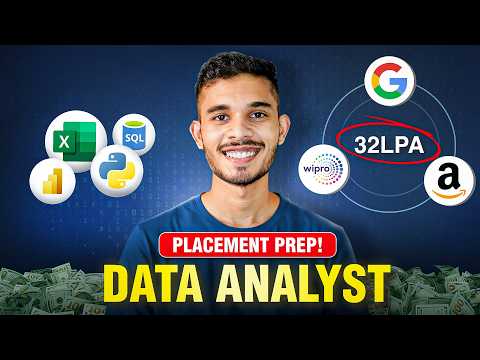 SQL
X
32LPA
wipro
a
G
PLACEMENT PREP!
DATA ANALYST